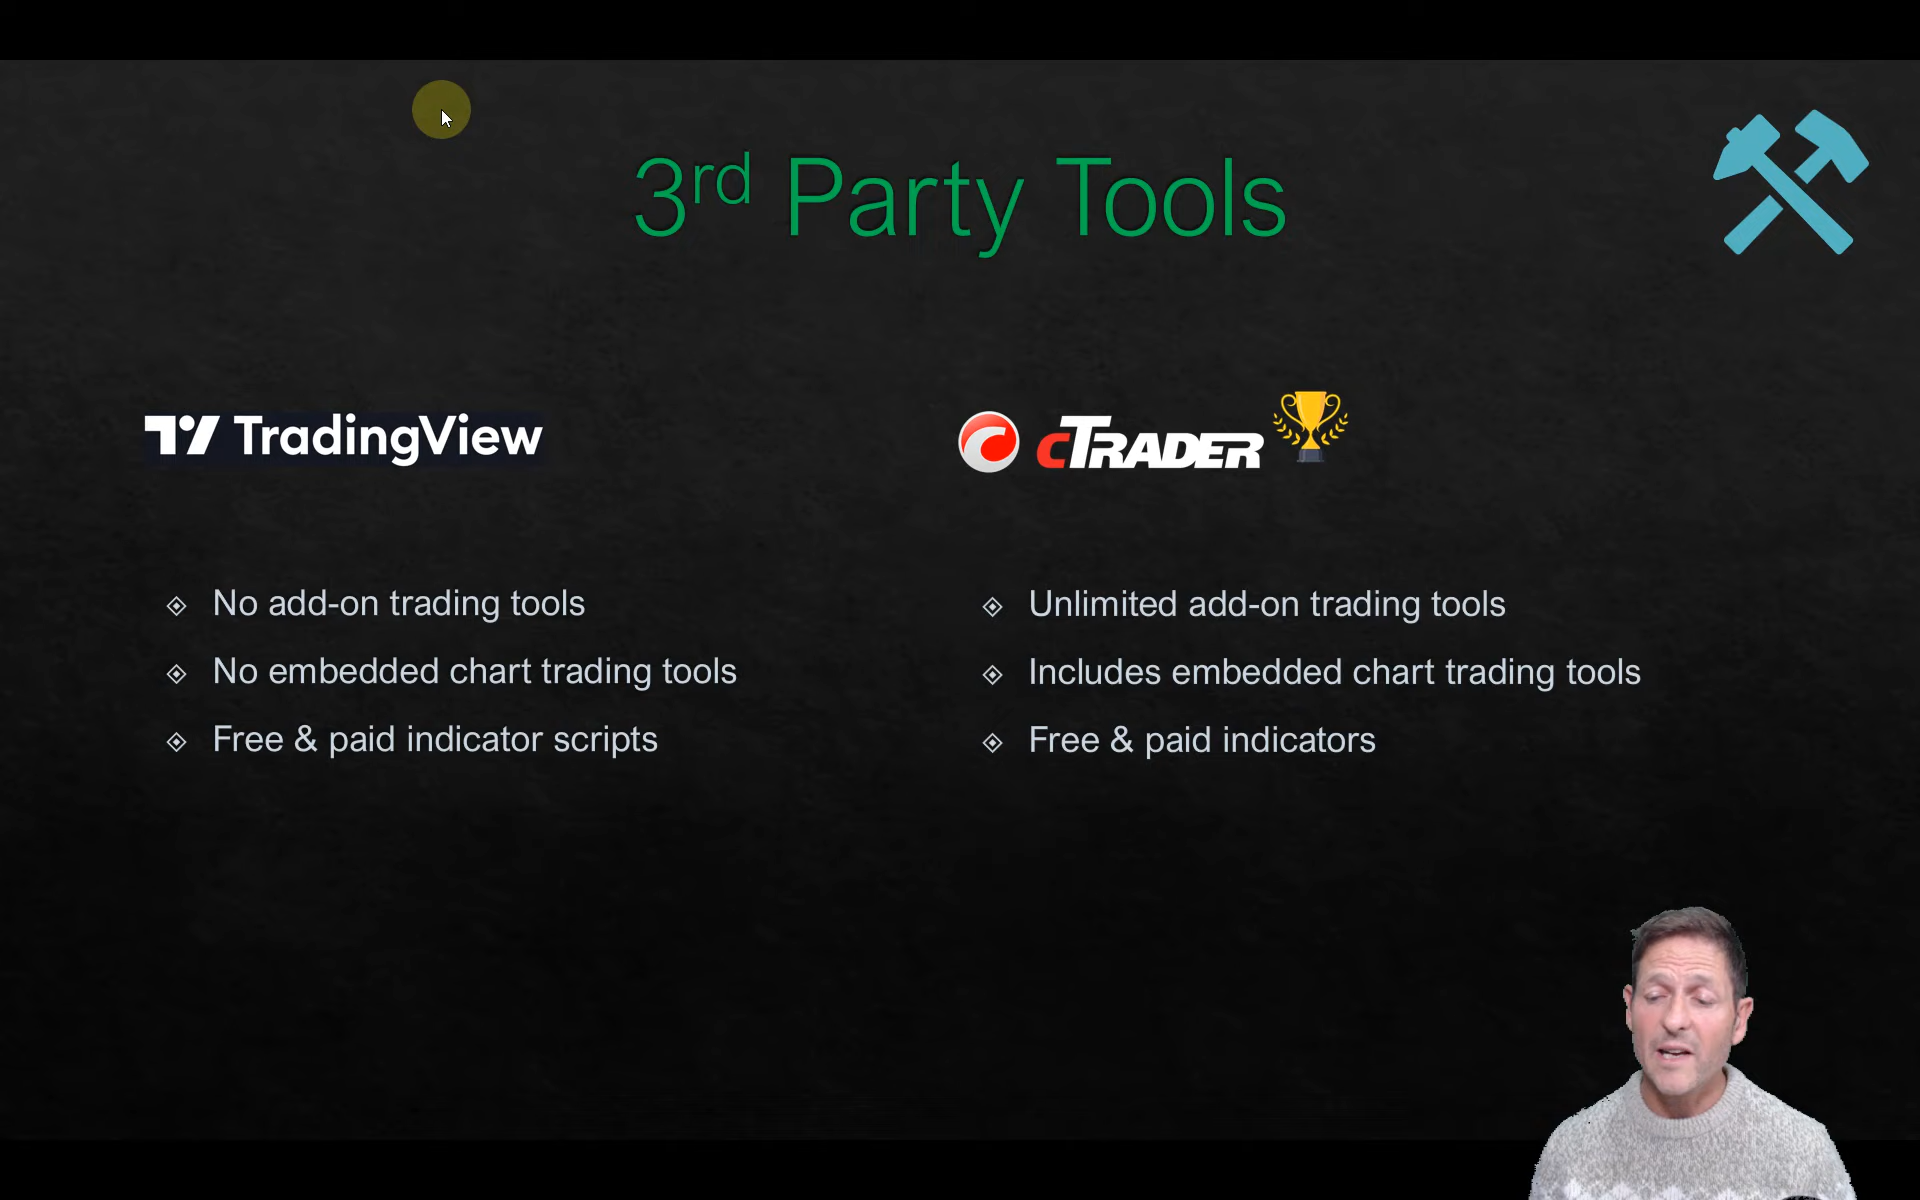 3rd Party Tools
TradingView
cTRADER
No add-on trading tools
No embedded chart trading tools
Free & paid indicator scripts
Unlimited add-on trading tools
Includes embedded chart trading tools
Free & paid indicators